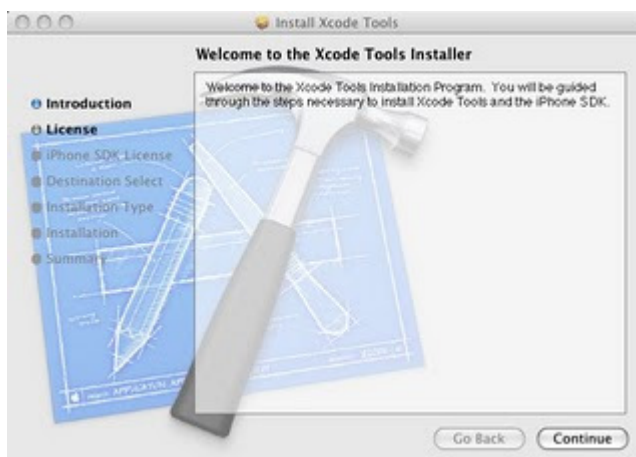 Install Xcode Tools
Welcome to the Xcode Tools Installer
Introduction
License
iPhone SDK License
Destination Select
Installation Type
Installation
Summary
Welcome to the Xcode Tools Installation Program. You will be guided
through the steps necessary to install Xcode Tools and the iPhone SDK.
Go Back
Continue